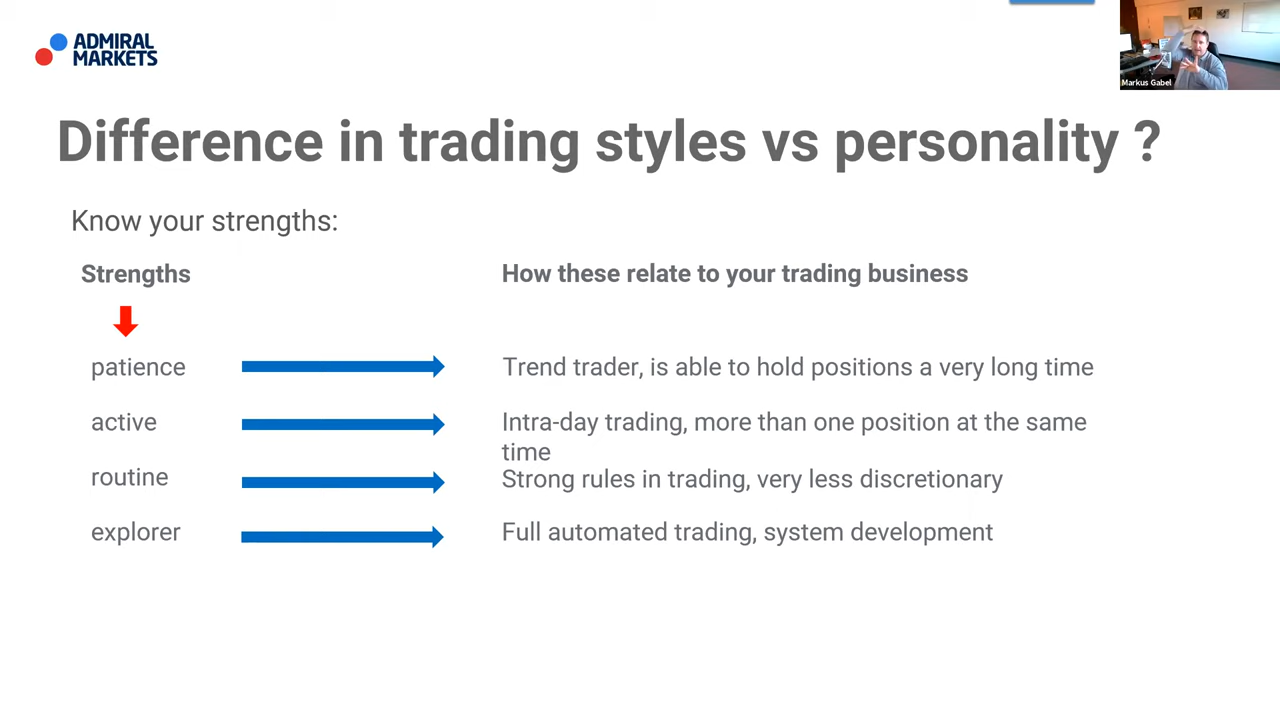 ADMIRAL
MARKETS
Markus Gabel
Difference in trading styles vs personality ?
Know your strengths:
Strengths
How these relate to your trading business
patience
Trend trader, is able to hold positions a very long time
active
Intra-day trading, more than one position at the same
time
routine
Strong rules in trading, very less discretionary
explorer
Full automated trading, system development